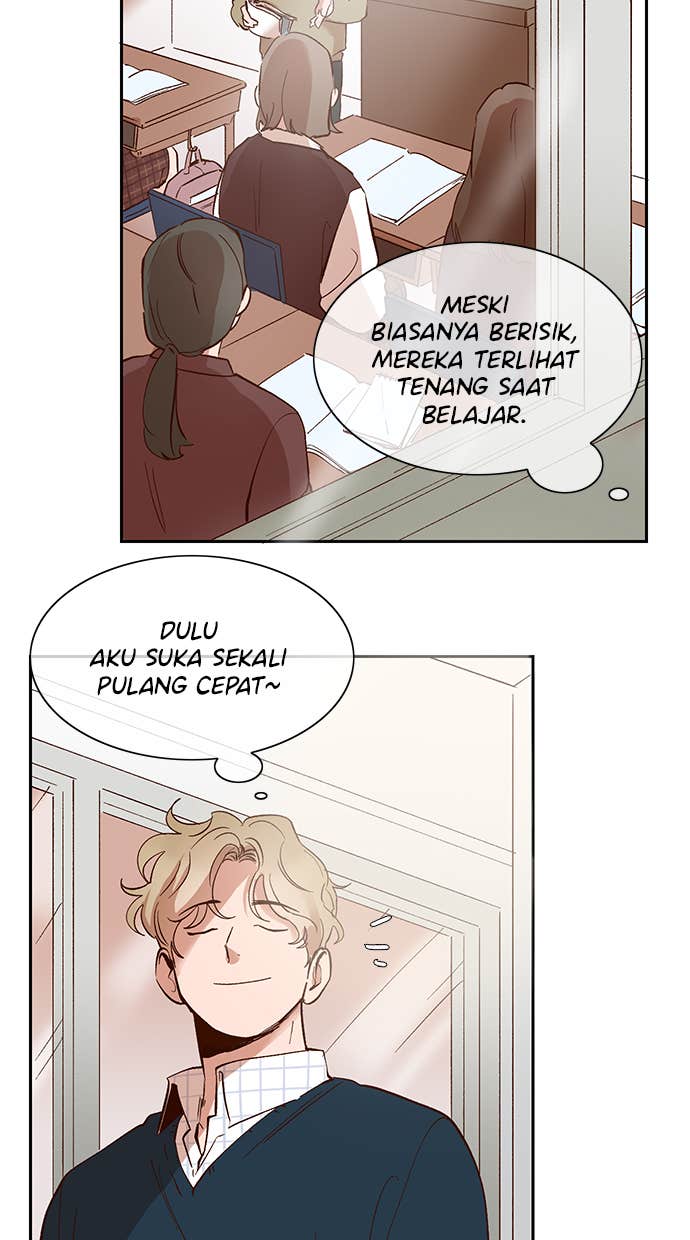 MESKI
BIASANYA BERISIK,
MEREKA TERLIHAT
TENANG SAAT
BELAJAR.
DULU
AKU SUKA SEKALI
PULANG CEPAT~